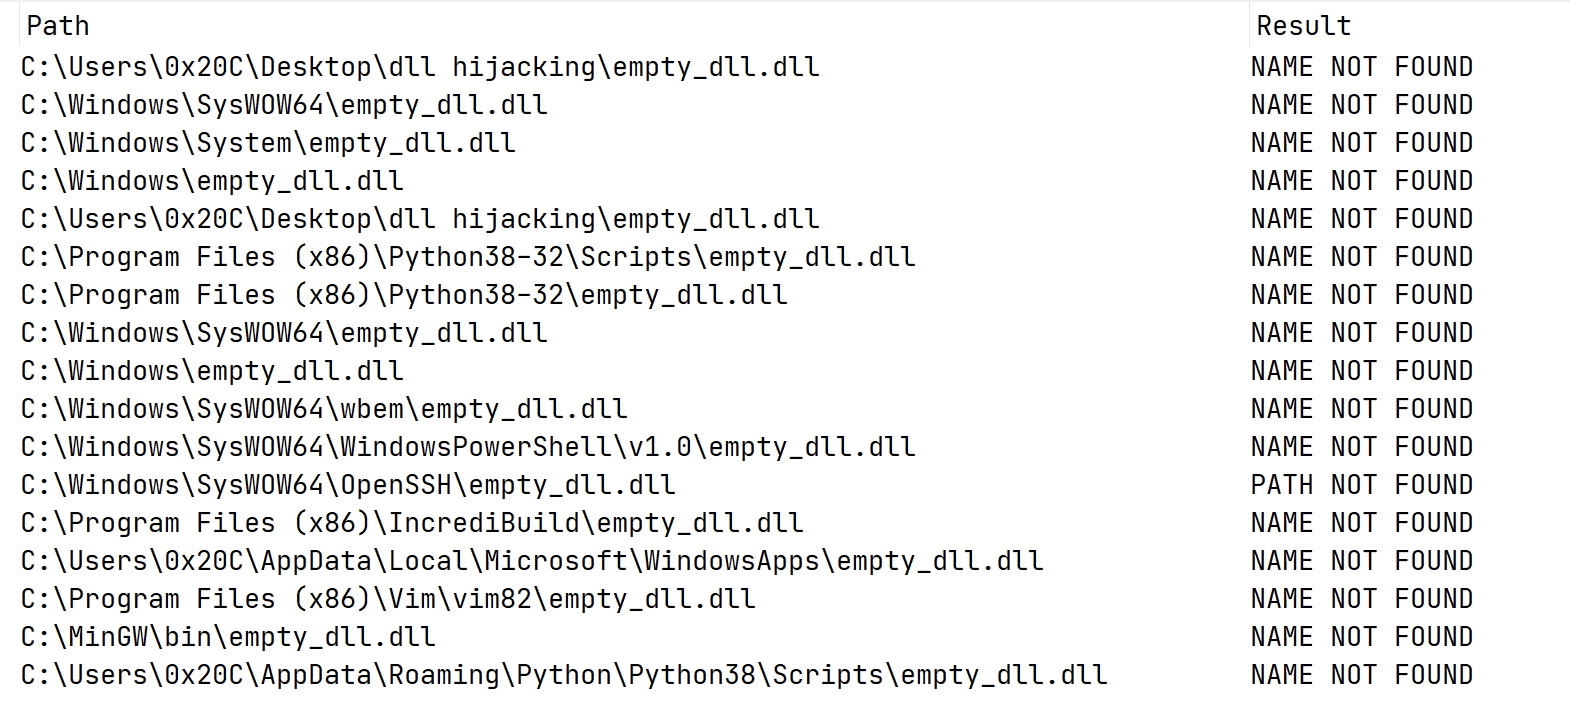 Path Result
C:\Users\0x20C\Desktop\dll hijacking\empty_dll.dll NAME NOT FOUND
C:\Windows\SysWOW64\empty_dll.dll NAME NOT FOUND
C:\Windows\System\empty_dll.dll NAME NOT FOUND
C:\Windows\empty_dll.dll NAME NOT FOUND
C:\Users\0x20C\Desktop\dll hijacking\empty_dll.dll NAME NOT FOUND
C:\Program Files (x86)\Python38-32\Scripts\empty_dll.dll NAME NOT FOUND
C:\Program Files (x86)\Python38-32\empty_dll.dll NAME NOT FOUND
C:\Windows\SysWOW64\empty_dll.dll NAME NOT FOUND
C:\Windows\empty_dll.dll NAME NOT FOUND
C:\Windows\SysWOW64\wbem\empty_dll.dll NAME NOT FOUND
C:\Windows\SysWOW64\WindowsPowerShell\v1.0\empty_dll.dll NAME NOT FOUND
C:\Windows\SysWOW64\OpenSSH\empty_dll.dll PATH NOT FOUND
C:\Program Files (x86)\IncrediBuild\empty_dll.dll NAME NOT FOUND
C:\Users\0x20C\AppData\Local\Microsoft\WindowsApps\empty_dll.dll NAME NOT FOUND
C:\Program Files (x86)\Vim\vim82\empty_dll.dll NAME NOT FOUND
C:\MinGW\bin\empty_dll.dll NAME NOT FOUND
C:\Users\0x20C\AppData\Roaming\Python\Python38\Scripts\empty_dll.dll NAME NOT FOUND